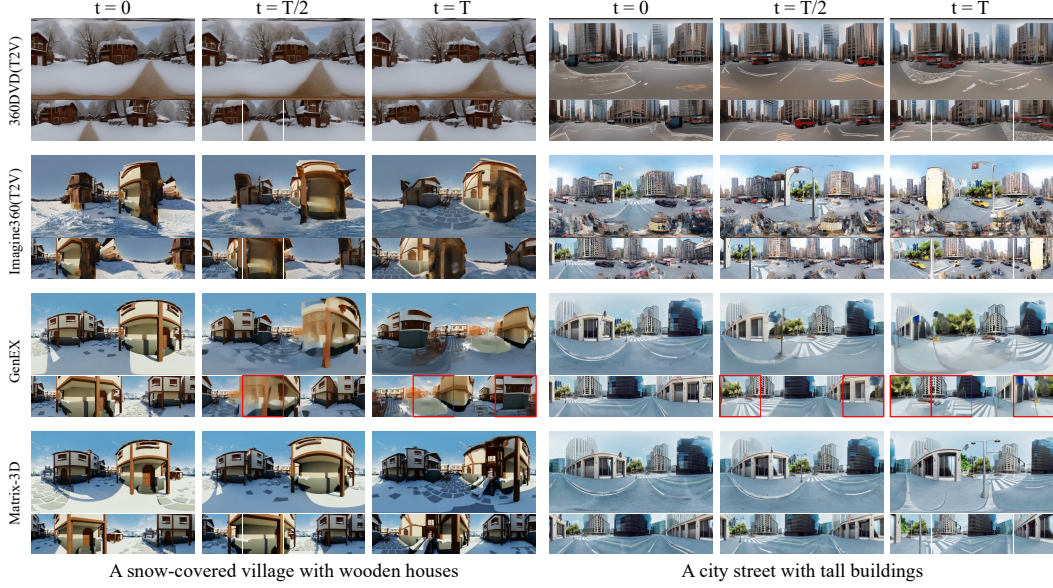 t = 0 t = T/2 t = T t = 0 t = T/2 t = T
360DVD(T2V)
Imagine360(T2V)
GenEX
Matrix-3D
A snow-covered village with wooden houses A city street with tall buildings